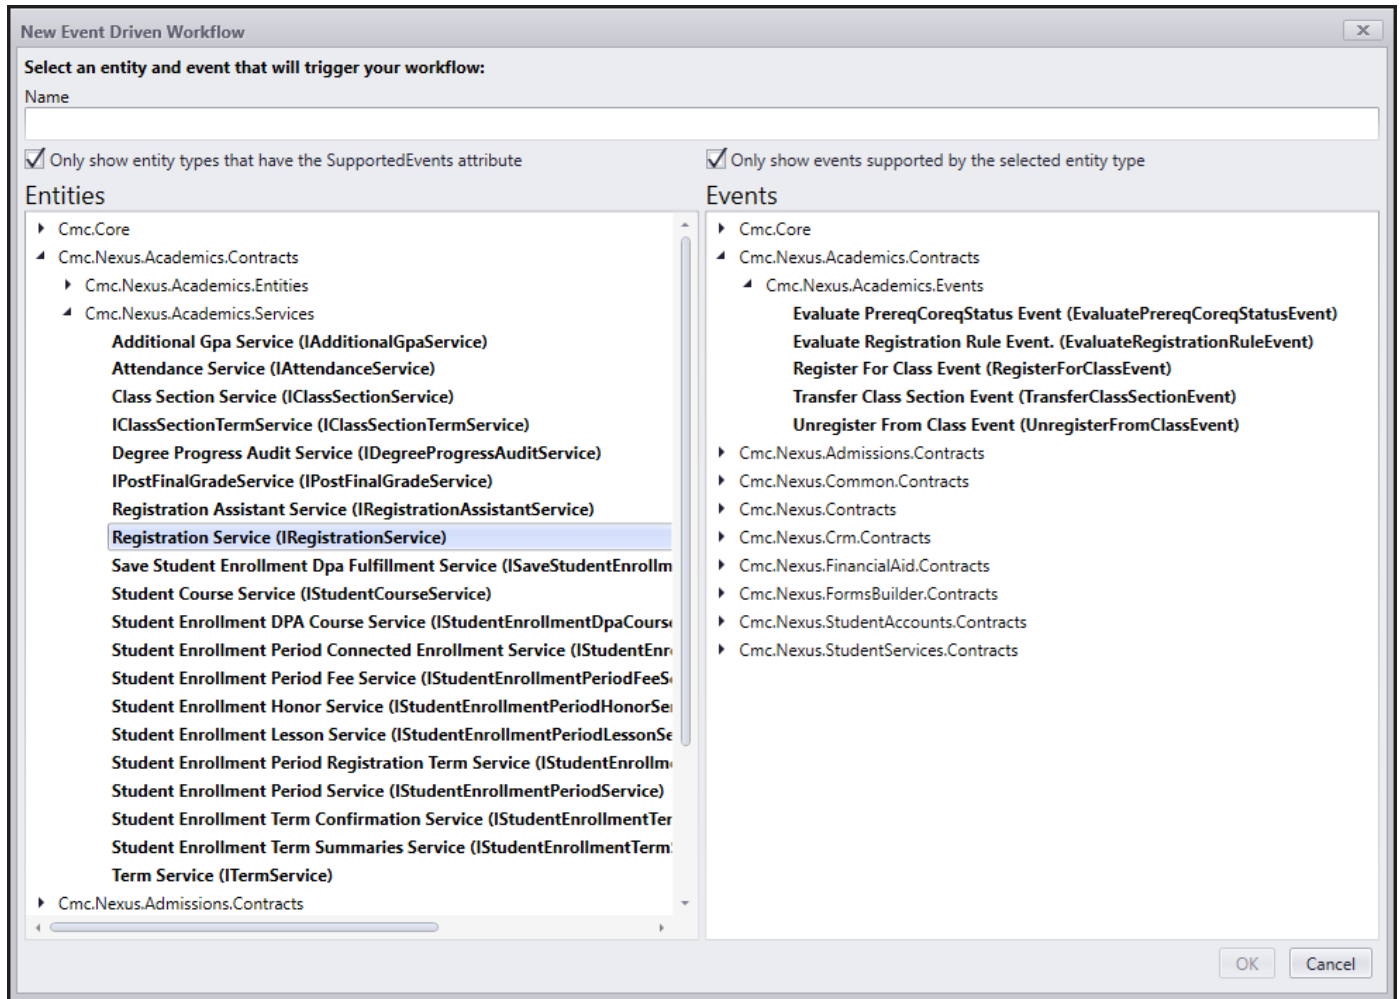 New Event Driven Workflow
Select an entity and event that will trigger your workflow:
Name
Only show entity types that have the SupportedEvents attribute
Only show events supported by the selected entity type
Entities
Cmc.Core
Cmc.Nexus.Academics.Contracts
Cmc.Nexus.Academics.Entities
Cmc.Nexus.Academics.Services
Additional Gpa Service (IAdditionalGpaService)
Attendance Service (IAttendanceService)
Class Section Service (IClassSectionService)
IClassSectionTermService (IClassSectionTermService)
Degree Progress Audit Service (IDegreeProgressAuditService)
IPostFinalGradeService (IPostFinalGradeService)
Registration Assistant Service (IRegistrationAssistantService)
Registration Service (IRegistrationService)
Save Student Enrollment Dpa Fulfillment Service (ISaveStudentEnrollm
Student Course Service (IStudentCourseService)
Student Enrollment DPA Course Service (IStudentEnrollmentDpaCourse
Student Enrollment Period Connected Enrollment Service (IStudentEnr
Student Enrollment Period Fee Service (IStudentEnrollmentPeriodFeeS
Student Enrollment Honor Service (IStudentEnrollmentPeriodHonorSe
Student Enrollment Lesson Service (IStudentEnrollmentPeriodLessonSe
Student Enrollment Period Registration Term Service (IStudentEnrollm
Student Enrollment Period Service (IStudentEnrollmentPeriodService)
Student Enrollment Term Confirmation Service (IStudentEnrollmentTer
Student Enrollment Term Summaries Service (IStudentEnrollmentTerm
Term Service (ITermService)
Cmc.Nexus.Admissions.Contracts
Events
Cmc.Core
Cmc.Nexus.Academics.Contracts
Cmc.Nexus.Academics.Events
Evaluate PrereqCoreqStatus Event (EvaluatePrereqCoreqStatusEvent)
Evaluate Registration Rule Event. (EvaluateRegistrationRuleEvent)
Register For Class Event (RegisterForClassEvent)
Transfer Class Section Event (TransferClassSectionEvent)
Unregister From Class Event (UnregisterFromClassEvent)
Cmc.Nexus.Admissions.Contracts
Cmc.Nexus.Common.Contracts
Cmc.Nexus.Contracts
Cmc.Nexus.Crm.Contracts
Cmc.Nexus.FinancialAid.Contracts
Cmc.Nexus.FormsBuilder.Contracts
Cmc.Nexus.StudentAccounts.Contracts
Cmc.Nexus.StudentServices.Contracts
OK
Cancel